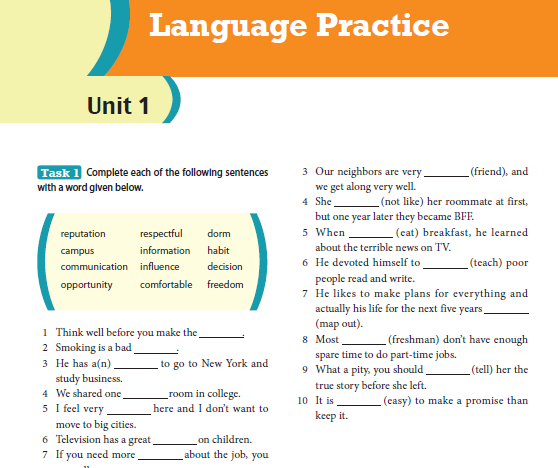 Language Practice
Unit 1
Task 1 Complete each of the following sentences
with a word given below.
reputation respectful dorm
campus information habit
communication influence decision
opportunity comfortable freedom
1 Think well before you make the ________.
2 Smoking is a bad ________.
3 He has a(n) ________ to go to New York and
study business.
4 We shared one ________ room in college.
5 I feel very ________ here and I don't want to
move to big cities.
6 Television has a great ________ on children.
7 If you need more ________ about the job, you
3 Our neighbors are very ________ (friend), and
we get along very well.
4 She ________ (not like) her roommate at first,
but one year later they became BFF.
5 When ________ (eat) breakfast, he learned
about the terrible news on TV.
6 He devoted himself to ________ (teach) poor
people read and write.
7 He likes to make plans for everything and
actually his life for the next five years ________
(map out).
8 Most ________ (freshman) don't have enough
spare time to do part-time jobs.
9 What a pity, you should ________ (tell) her the
true story before she left.
10 It is ________ (easy) to make a promise than
keep it.